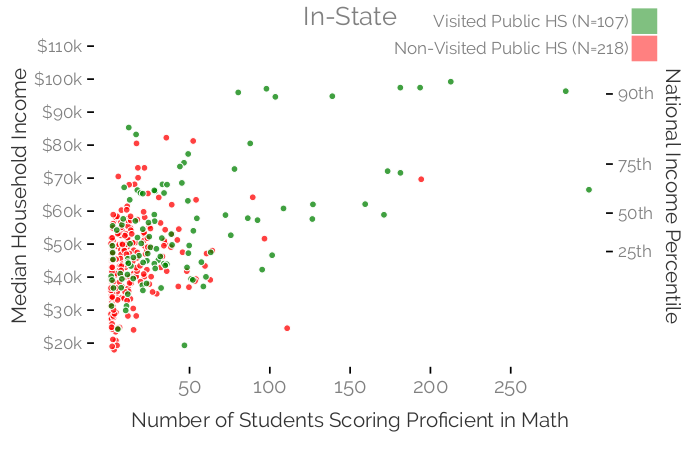 In-State
Visited Public HS (N=107)
Non-Visited Public HS (N=218)
$110k
$100k
$90k
$80k
$70k
$60k
$50k
$40k
$30k
$20k
Median Household Income
90th
75th
50th
25th
National Income Percentile
50 100 150 200 250
Number of Students Scoring Proficient in Math